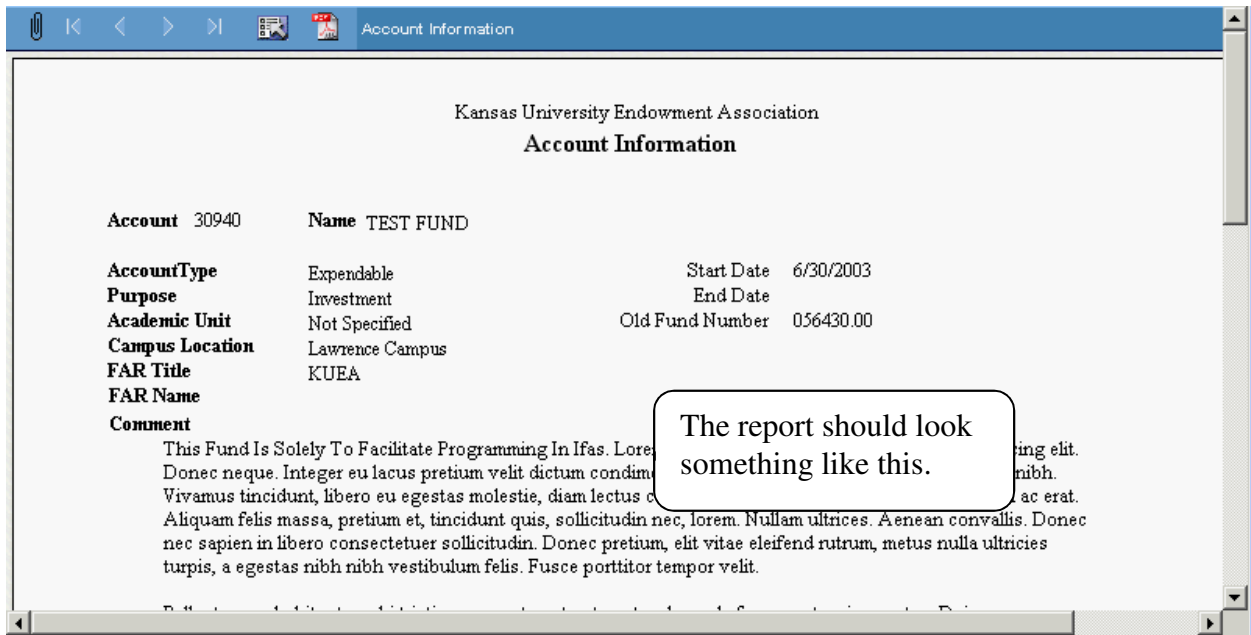 Account Information
Kansas University Endowment Association
Account Information
Account 30940 Name TEST FUND
AccountType Expendable Start Date 6/30/2003
Purpose Investment End Date
Academic Unit Not Specified Old Fund Number 056430.00
Campus Location Lawrence Campus
FAR Title KUEA
FAR Name
Comment
This Fund Is Solely To Facilitate Programming In Ifas. elit.
Donec neque. Integer eu lacus pretium velit dictum nibh.
Vivamus tincidunt, libero eu egestas molestie, diam lectus ac erat.
Aliquam felis massa, pretium et, tincidunt quis, sollicitudin nec, lorem. Nullam ultrices. Aenean convallis. Donec
nec sapien in libero consectetuer sollicitudin. Donec pretium, elit vitae eleifend rutrum, metus nulla ultricies
turpis, a egestas nibh nibh vestibulum felis. Fusce porttitor tempor velit.
The report should look
something like this.